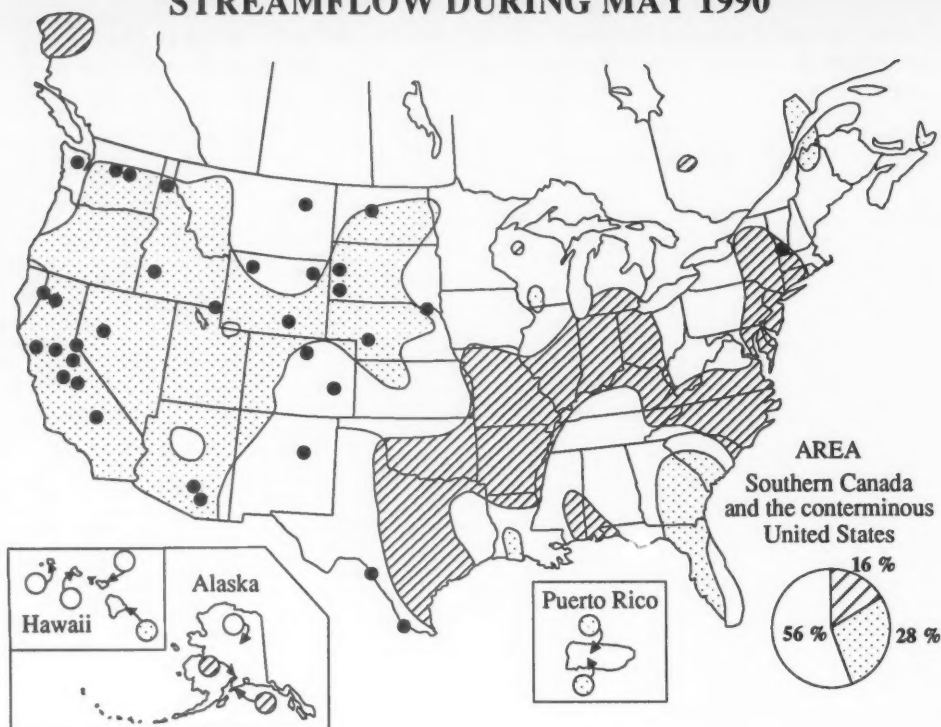 STREAMFLOW DURING MAY 1990
AREA
Southern Canada
and the conterminous
United States
16 %
56 %
28 %
Hawaii
Alaska
Puerto Rico